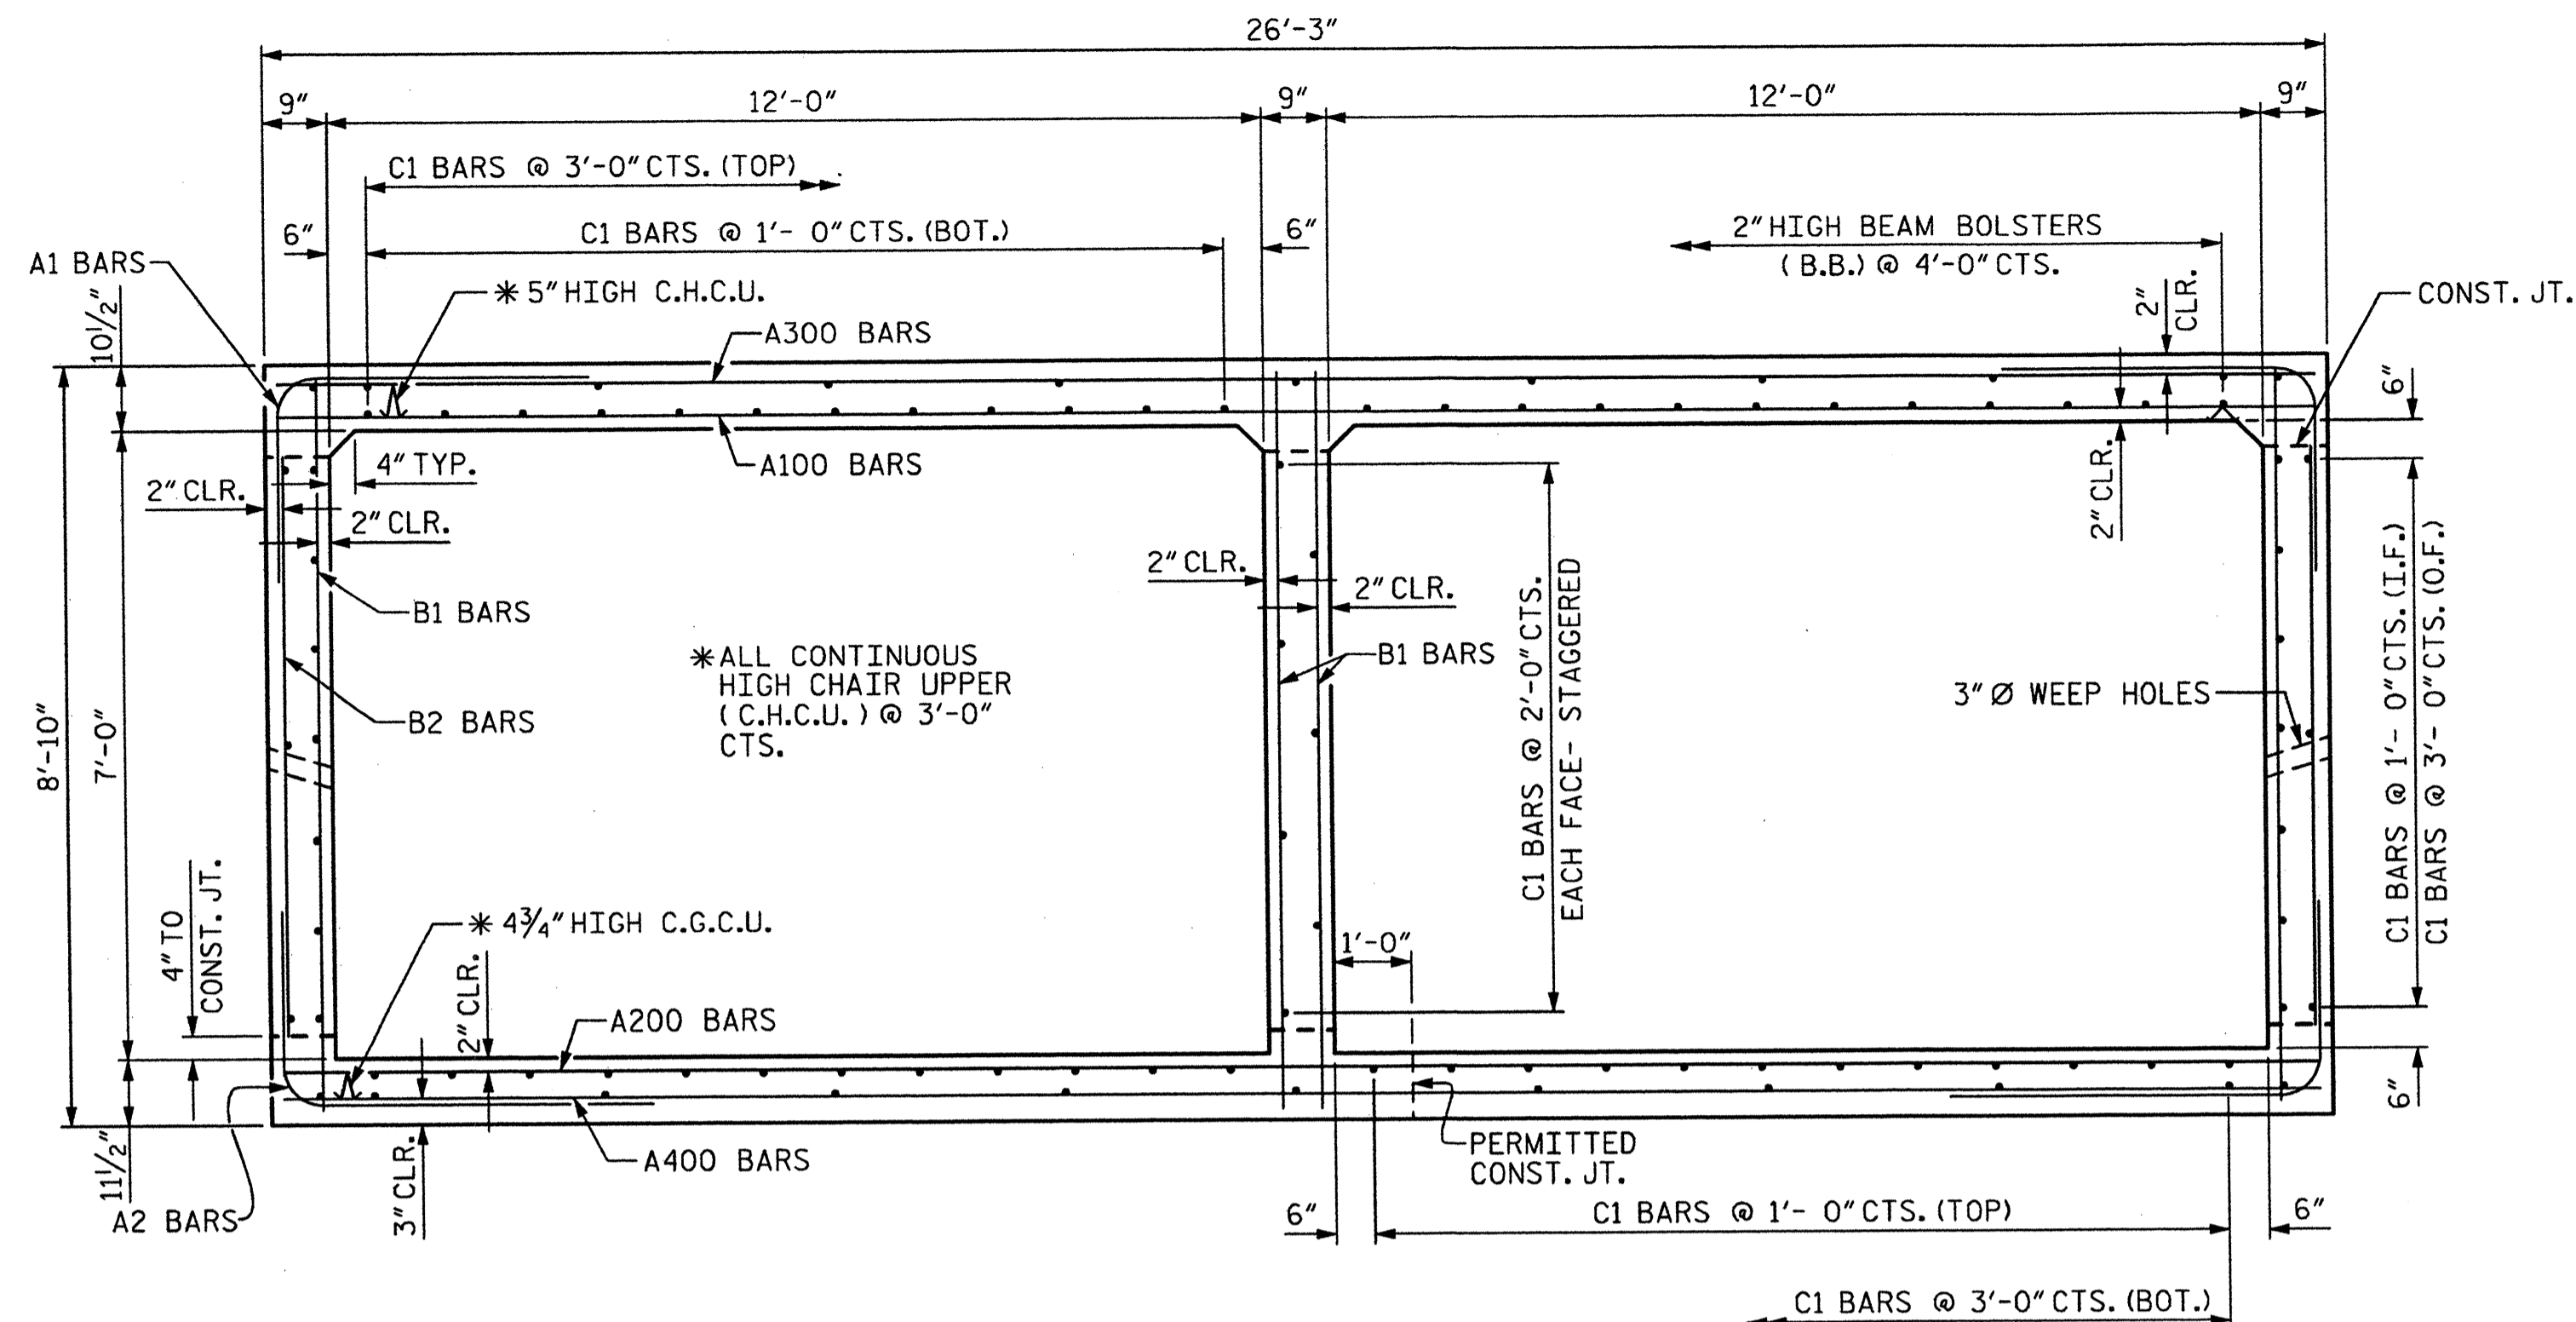 26'-3"
9" 12'-0" 9" 12'-0" 9"
C1 BARS @ 3'-0" CTS. (TOP)
6" C1 BARS @ 1'- 0" CTS. (BOT.) 6"
2" HIGH BEAM BOLSTERS
( B.B.) @ 4'-0" CTS.
A1 BARS
✳ 5" HIGH C.H.C.U.
2" CLR.
CONST. JT.
10 1/2"
A300 BARS
6"
A100 BARS
4" TYP.
2" CLR.
2" CLR.
2" CLR.
2" CLR.
2" CLR.
B1 BARS
✳ ALL CONTINUOUS
HIGH CHAIR UPPER
( C.H.C.U. ) @ 3'-0"
CTS.
B1 BARS
C1 BARS @ 2'-0" CTS.
EACH FACE- STAGGERED
3" Ø WEEP HOLES
C1 BARS @ 1'- 0" CTS. (I.F.)
C1 BARS @ 3'- 0" CTS. (O.F.)
B2 BARS
8'-10"
7'-0"
4" TO
CONST. JT.
✳ 4 3/4" HIGH C.G.C.U.
2" CLR.
1'-0"
A200 BARS
6"
11 1/2"
A400 BARS
3" CLR.
PERMITTED
CONST. JT.
A2 BARS
6" C1 BARS @ 1'- 0" CTS. (TOP) 6"
C1 BARS @ 3'-0" CTS. (BOT.)